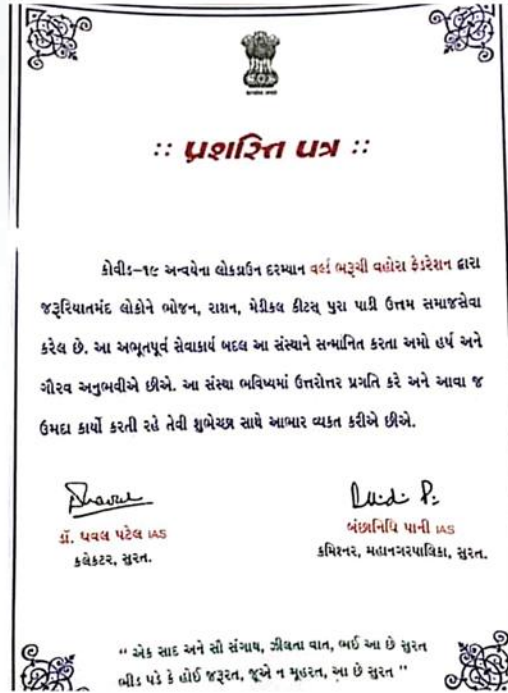 :: પ્રશસ્તિ પત્ર ::
કોવીડ-૧૯ અન્વયેના લોકડાઉન દરમ્યાન વર્લ્ડ ભરૂચી વહોરા ફેડરેશન દ્વારા
જરૂરિયાતમંદ લોકોને ભોજન, રાશન, મેડીકલ કીટસ્ પુરા પાડી ઉત્તમ સમાજસેવા
કરેલ છે. આ અભૂતપૂર્વ સેવાકાર્ય બદલ આ સંસ્થાને સન્માનિત કરતા અમો હર્ષ અને
ગૌરવ અનુભવીએ છીએ. આ સંસ્થા ભવિષ્યમાં ઉત્તરોત્તર પ્રગતિ કરે અને આવા જ
ઉમદા કાર્યો કરતી રહે તેવી શુભેચ્છા સાથે આભાર વ્યકત કરીએ છીએ.
ડૉ. ધવલ પટેલ IAS
કલેકટર, સુરત.
બંછાનિધિ પાની IAS
કમિશ્નર, મહાનગરપાલિકા, સુરત.
“ એક સાદ અને સૌ સંગાથ, ઝીલતા વાત, ભઈ આ છે સુરત
ભીડ પડે કે હોઈ જરૂરત, જૂએ ન મુહરત, આ છે સુરત ”